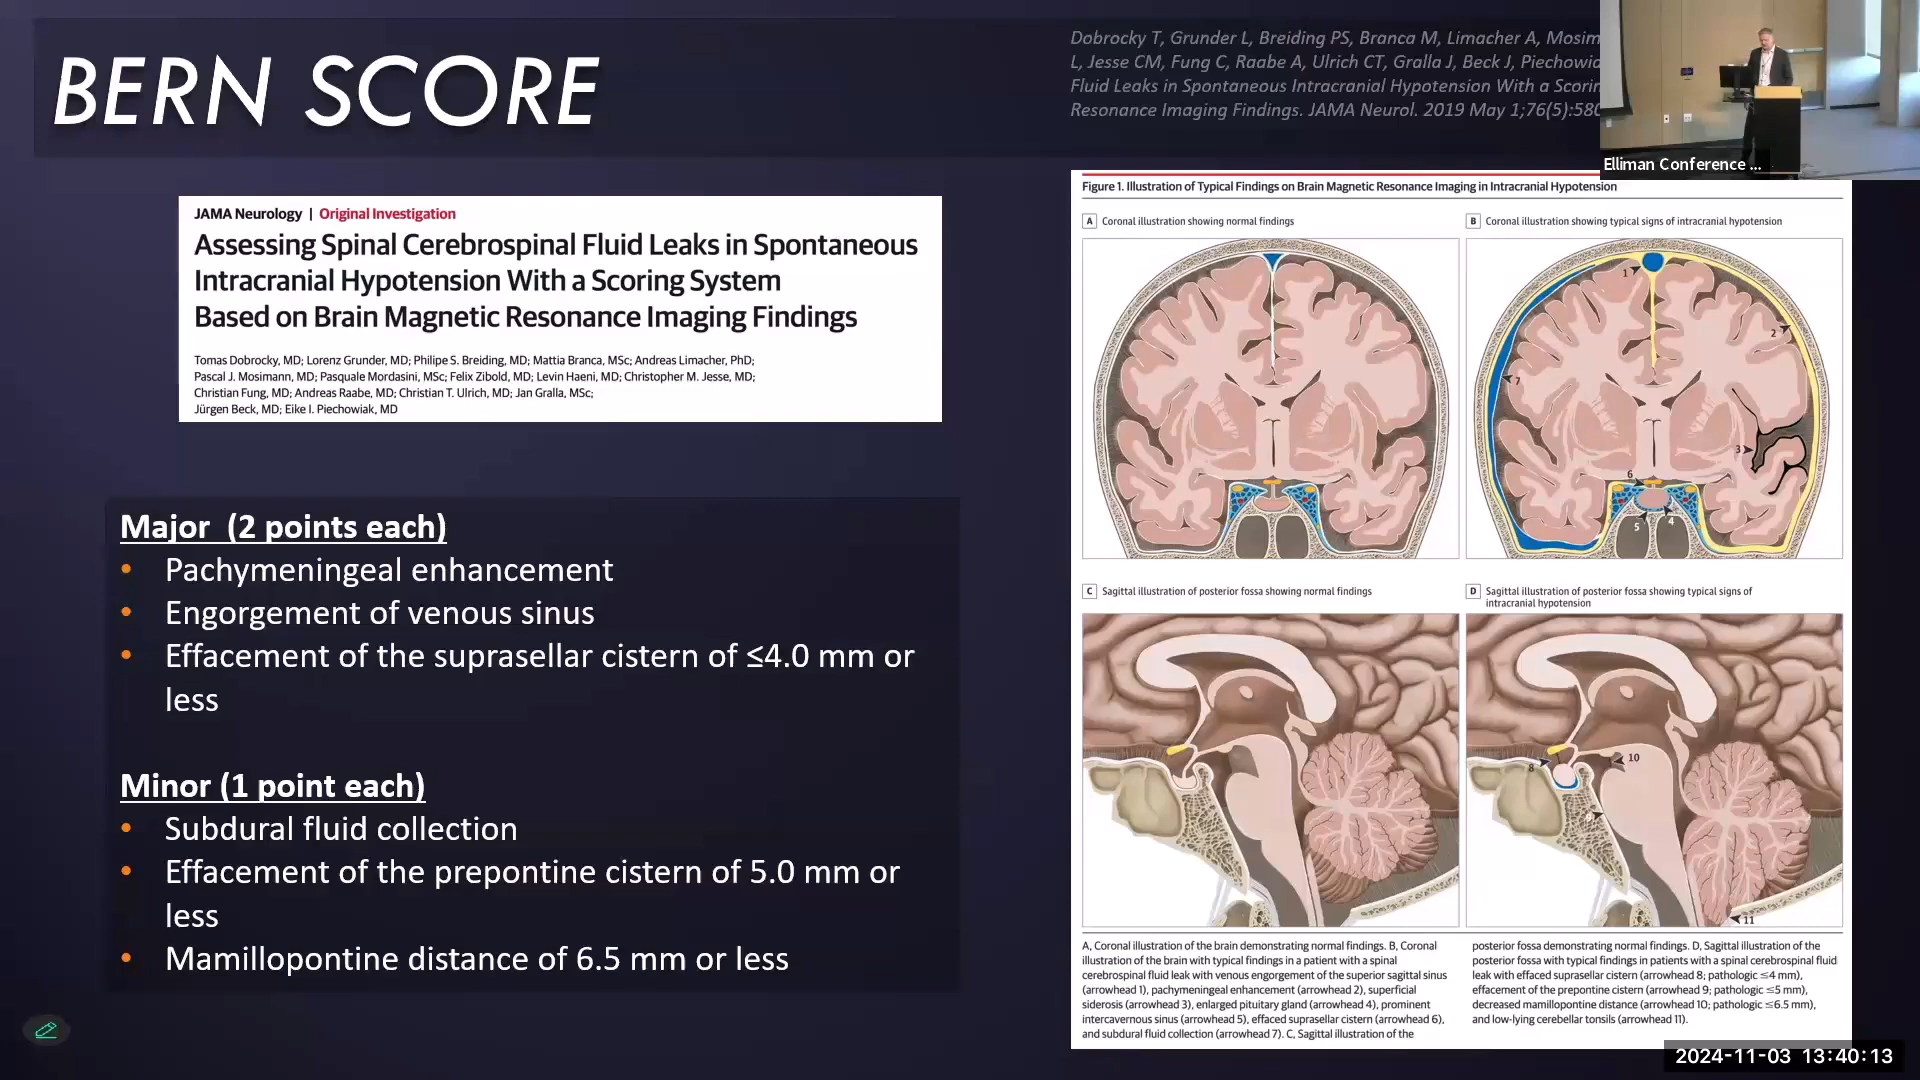 BERN SCORE
Dobrocky T, Grunder L, Breiding PS, Branca M, Limacher A, Mosim
L, Jesse CM, Fung C, Raabe A, Ulrich CT, Gralla J, Beck J, Piechowi
Fluid Leaks in Spontaneous Intracranial Hypotension With a Scori
Resonance Imaging Findings. JAMA Neurol. 2019 May 1;76(5):58
Elliman Conference ...
JAMA Neurology | Original Investigation
Assessing Spinal Cerebrospinal Fluid Leaks in Spontaneous
Intracranial Hypotension With a Scoring System
Based on Brain Magnetic Resonance Imaging Findings
Tomas Dobrocky, MD; Lorenz Grunder, MD; Philipe S. Breiding, MD; Mattia Branca, MSc; Andreas Limacher, PhD;
Pascal J. Mosimann, MD; Pasquale Mordasini, MSc; Felix Zibold, MD; Levin Haeni, MD; Christopher M. Jesse, MD;
Christian Fung, MD; Andreas Raabe, MD; Christian T. Ulrich, MD; Jan Gralla, MSc;
Jürgen Beck, MD; Eike I. Piechowiak, MD
Major (2 points each)
• Pachymeningeal enhancement
• Engorgement of venous sinus
• Effacement of the suprasellar cistern of ≤4.0 mm or
less
Minor (1 point each)
• Subdural fluid collection
• Effacement of the prepontine cistern of 5.0 mm or
less
• Mamillopontine distance of 6.5 mm or less
Figure 1. Illustration of Typical Findings on Brain Magnetic Resonance Imaging in Intracranial Hypotension
A Coronal illustration showing normal findings
B Coronal illustration showing typical signs of intracranial hypotension
1
2
7
3
6
5
4
C Sagittal illustration of posterior fossa showing normal findings
D Sagittal illustration of posterior fossa showing typical signs of
intracranial hypotension
8
10
9
11
A, Coronal illustration of the brain demonstrating normal findings. B, Coronal
illustration of the brain with typical findings in a patient with a spinal
cerebrospinal fluid leak with venous engorgement of the superior sagittal sinus
(arrowhead 1), pachymeningeal enhancement (arrowhead 2), superficial
siderosis (arrowhead 3), enlarged pituitary gland (arrowhead 4), prominent
intercavernous sinus (arrowhead 5), effaced suprasellar cistern (arrowhead 6),
and subdural fluid collection (arrowhead 7). C, Sagittal illustration of the
posterior fossa demonstrating normal findings. D, Sagittal illustration of the
posterior fossa with typical findings in patients with a spinal cerebrospinal fluid
leak with effaced suprasellar cistern (arrowhead 8; pathologic ≤4 mm),
effacement of the prepontine cistern (arrowhead 9; pathologic ≤5 mm),
decreased mamillopontine distance (arrowhead 10; pathologic ≤6.5 mm),
and low-lying cerebellar tonsils (arrowhead 11).
2024-11-03 13:40:13